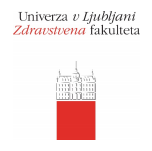 Univerza v Ljubljani
Zdravstvena fakulteta